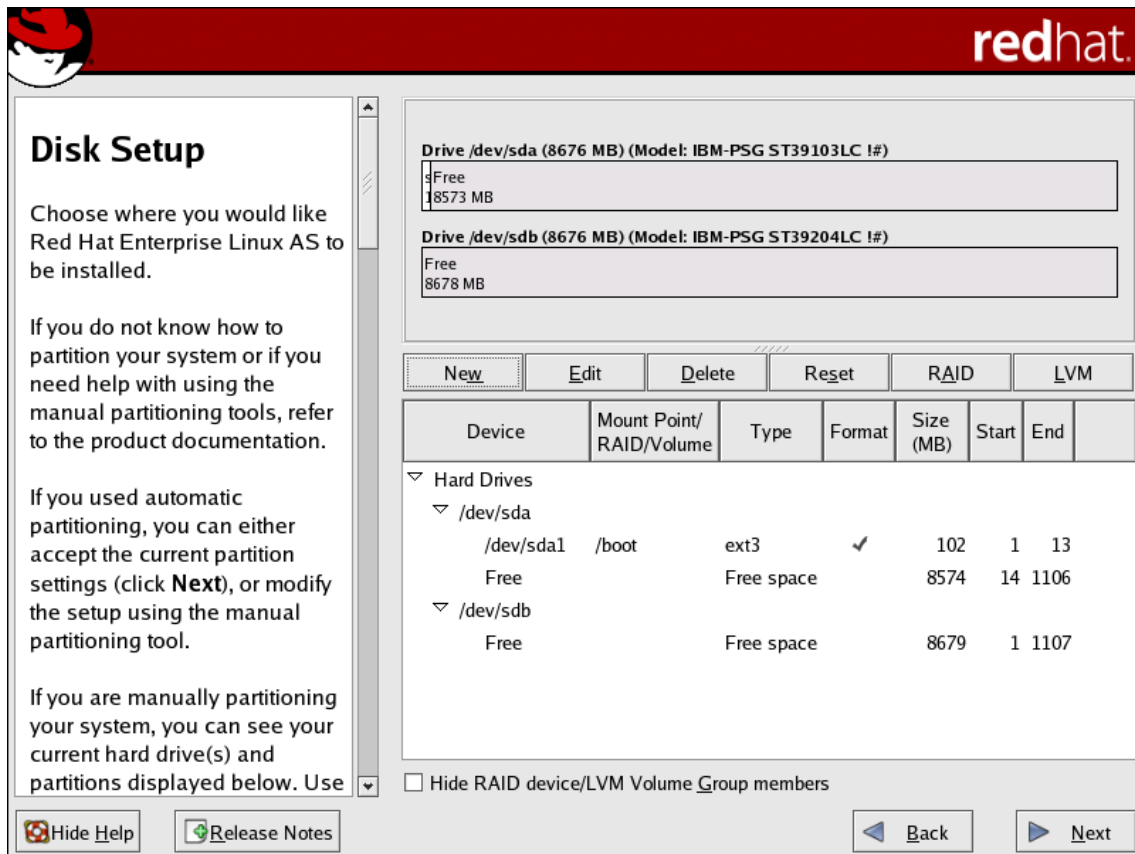 redhat.
Disk Setup
Choose where you would like
Red Hat Enterprise Linux AS to
be installed.
If you do not know how to
partition your system or if you
need help with using the
manual partitioning tools, refer
to the product documentation.
If you used automatic
partitioning, you can either
accept the current partition
settings (click Next), or modify
the setup using the manual
partitioning tool.
If you are manually partitioning
your system, you can see your
current hard drive(s) and
partitions displayed below. Use
Drive /dev/sda (8676 MB) (Model: IBM-PSG ST39103LC !#)
Free
8573 MB
Drive /dev/sdb (8676 MB) (Model: IBM-PSG ST39204LC !#)
Free
8678 MB
New Edit Delete Reset RAID LVM
Device Mount Point/ RAID/Volume Type Format Size (MB) Start End
Hard Drives
/dev/sda
/dev/sda1 /boot ext3 102 1 13
Free Free space 8574 14 1106
/dev/sdb
Free Free space 8679 1 1107
Hide RAID device/LVM Volume Group members
Hide Help Release Notes Back Next